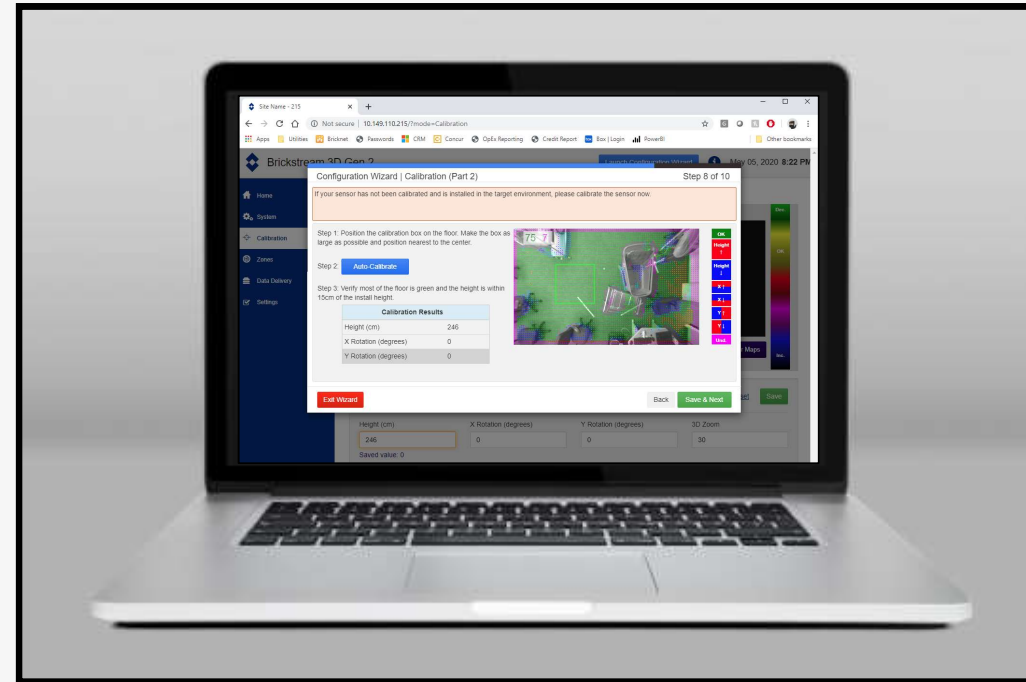 Site Name - 215
Not secure | 10.149.110.215/?mode=Calibration
Apps Utilities Bricknet Passwords CRM Concur OpEx Reporting Credit Report Box | Login PowerBI Other bookmarks
Brickstream 3D Gen 2 Launch Configuration Wizard May 05, 2020 8:22 PM
Home
System
Calibration
Zones
Data Delivery
Settings
Configuration Wizard | Calibration (Part 2) Step 8 of 10
If your sensor has not been calibrated and is installed in the target environment, please calibrate the sensor now.
Step 1: Position the calibration box on the floor. Make the box as
large as possible and position nearest to the center.
Step 2: Auto-Calibrate
Step 3: Verify most of the floor is green and the height is within
15cm of the install height.
Calibration Results
Height (cm) 246
X Rotation (degrees) 0
Y Rotation (degrees) 0
75 7
OK
Height ↑
Height ↓
X ↑
X ↓
Y ↑
Y ↓
Und.
OK
Maps
Exit Wizard Back Save & Next
Save
Height (cm) X Rotation (degrees) Y Rotation (degrees) 3D Zoom
246 0 0 30
Saved value: 0